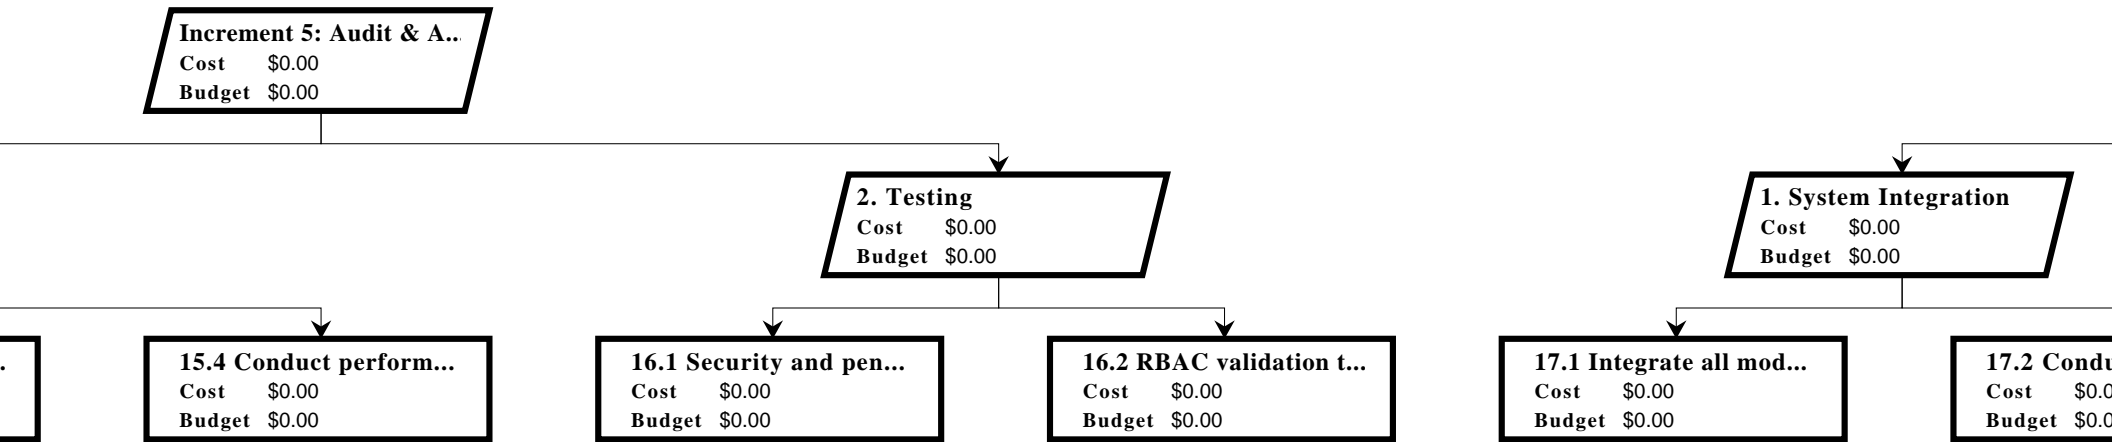 Increment 5: Audit & A...
Cost $0.00
Budget $0.00
2. Testing
Cost $0.00
Budget $0.00
1. System Integration
Cost $0.00
Budget $0.00
.
15.4 Conduct perform...
Cost $0.00
Budget $0.00
16.1 Security and pen...
Cost $0.00
Budget $0.00
16.2 RBAC validation t...
Cost $0.00
Budget $0.00
17.1 Integrate all mod...
Cost $0.00
Budget $0.00
17.2
Cost
Budget